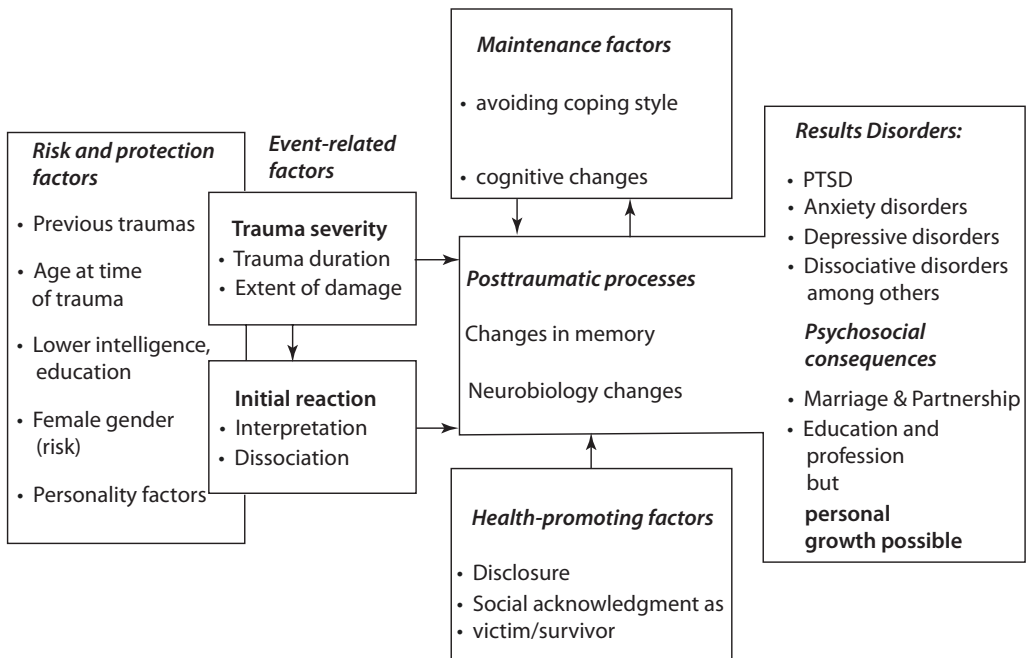 Risk and protection
factors
• Previous traumas
• Age at time
of trauma
• Lower intelligence,
education
• Female gender
(risk)
• Personality factors
Event-related
factors
Trauma severity
• Trauma duration
• Extent of damage
Initial reaction
• Interpretation
• Dissociation
Maintenance factors
• avoiding coping style
• cognitive changes
Posttraumatic processes
Changes in memory
Neurobiology changes
Health-promoting factors
• Disclosure
• Social acknowledgment as
• victim/survivor
Results Disorders:
• PTSD
• Anxiety disorders
• Depressive disorders
• Dissociative disorders
among others
Psychosocial
consequences
• Marriage & Partnership
• Education and
profession
but
personal
growth possible